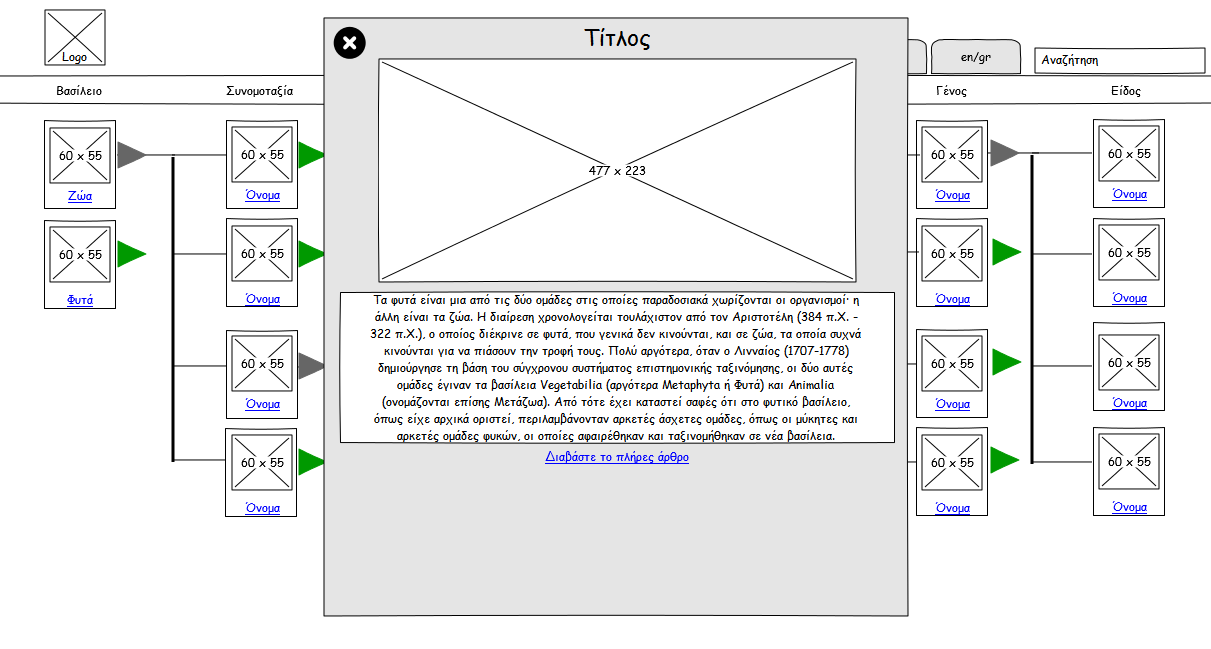 Logo
Τίτλος
en/gr
Αναζήτηση
Βασίλειο
Συνομοταξία
Γένος
Είδος
60 x 55
Ζώα
60 x 55
Όνομα
477 x 223
60 x 55
Όνομα
60 x 55
Όνομα
60 x 55
Φυτά
60 x 55
Όνομα
60 x 55
Όνομα
60 x 55
Όνομα
Τα φυτά είναι μια από τις δύο ομάδες στις οποίες παραδοσιακά χωρίζονται οι οργανισμοί· η
άλλη είναι τα ζώα. Η διαίρεση χρονολογείται τουλάχιστον από τον Αριστοτέλη (384 π.Χ. –
322 π.Χ.), ο οποίος διέκρινε σε φυτά, που γενικά δεν κινούνται, και σε ζώα, τα οποία συχνά
κινούνται για να πιάσουν την τροφή τους. Πολύ αργότερα, όταν ο Λινναίος (1707-1778)
δημιούργησε τη βάση του σύγχρονου συστήματος επιστημονικής ταξινόμησης, οι δύο αυτές
ομάδες έγιναν τα βασίλεια Vegetabilia (αργότερα Metaphyta ή Φυτά) και Animalia
(ονομάζονται επίσης Μετάζωα). Από τότε έχει καταστεί σαφές ότι στο φυτικό βασίλειο,
όπως είχε αρχικά οριστεί, περιλαμβάνονταν αρκετές άσχετες ομάδες, όπως οι μύκητες και
αρκετές ομάδες φυκών, οι οποίες αφαιρέθηκαν και ταξινομήθηκαν σε νέα βασίλεια.
Διαβάστε το πλήρες άρθρο
60 x 55
Όνομα
60 x 55
Όνομα
60 x 55
Όνομα
60 x 55
Όνομα
60 x 55
Όνομα
60 x 55
Όνομα